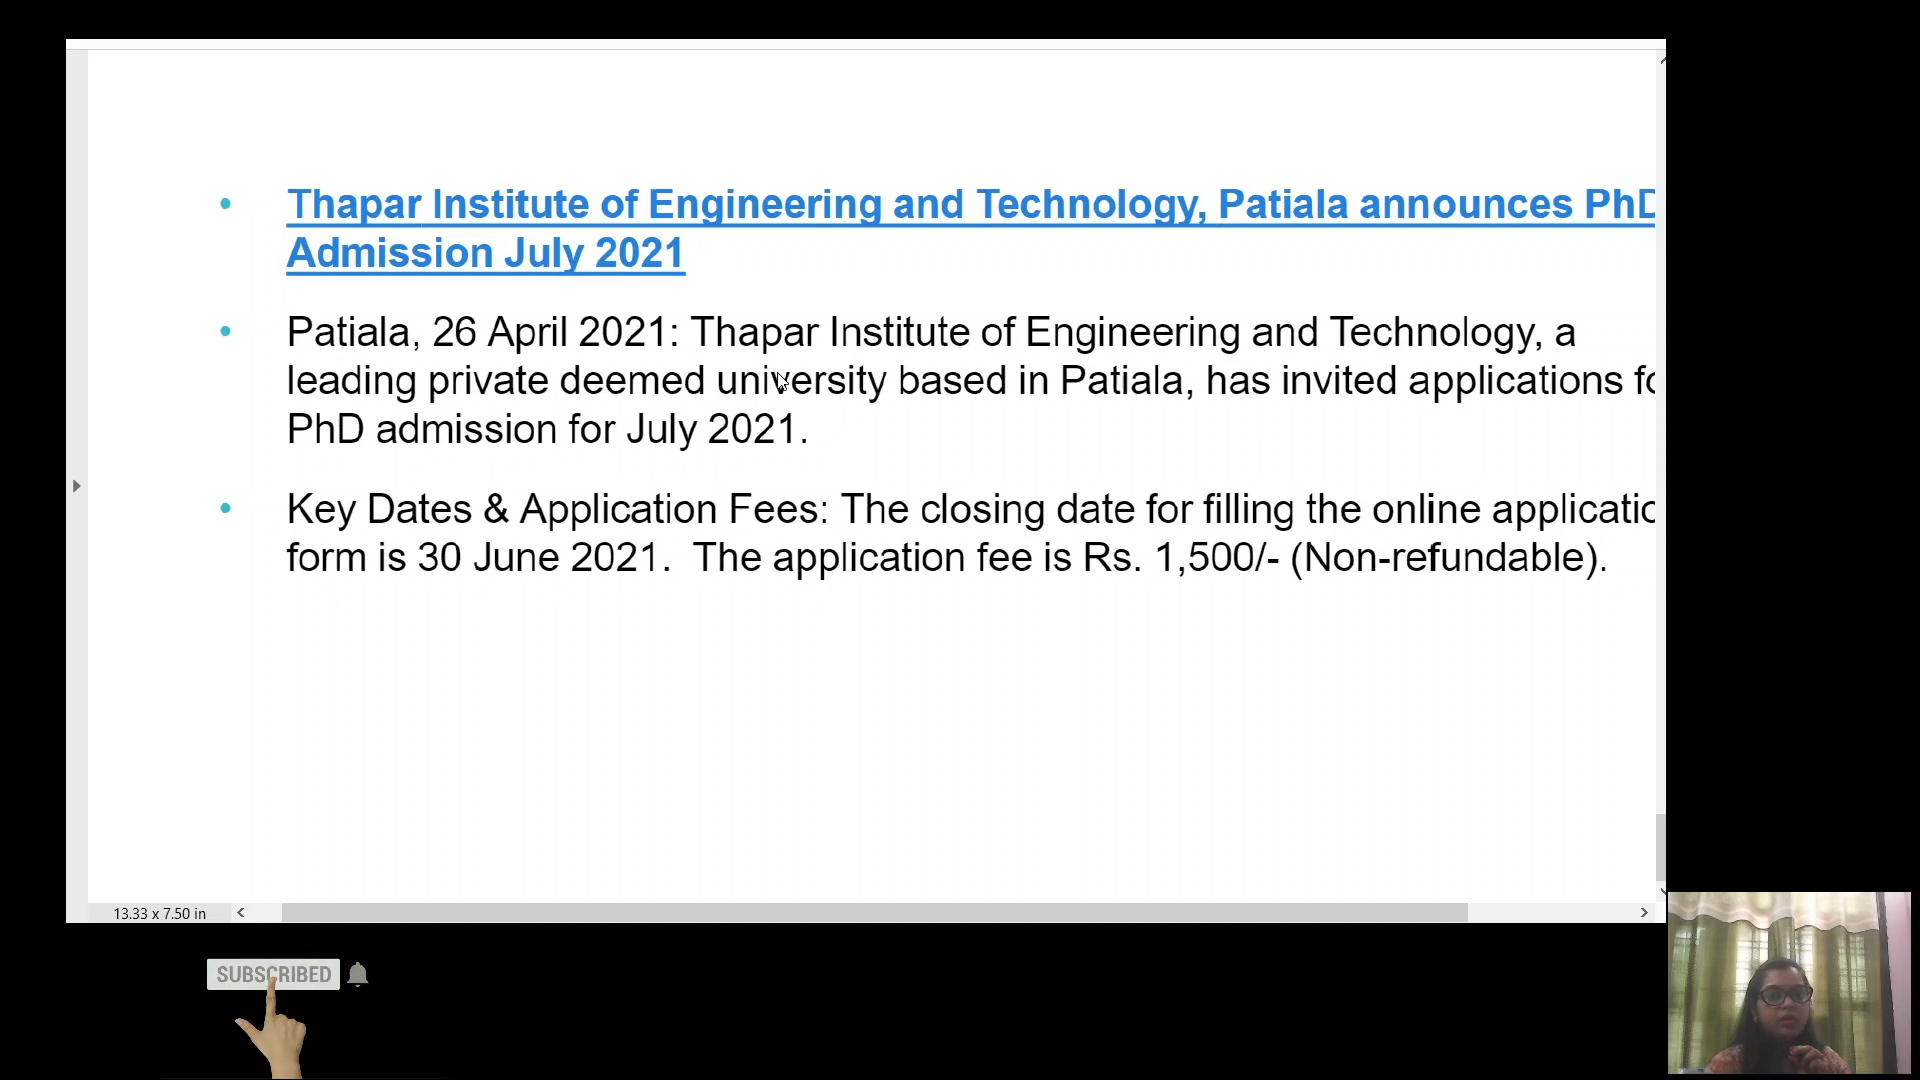 Thapar Institute of Engineering and Technology, Patiala announces PhD
Admission July 2021
Patiala, 26 April 2021: Thapar Institute of Engineering and Technology, a
leading private deemed university based in Patiala, has invited applications fo
PhD admission for July 2021.
Key Dates & Application Fees: The closing date for filling the online applicatio
form is 30 June 2021. The application fee is Rs. 1,500/- (Non-refundable).
13.33 x 7.50 in
SUBSCRIBED